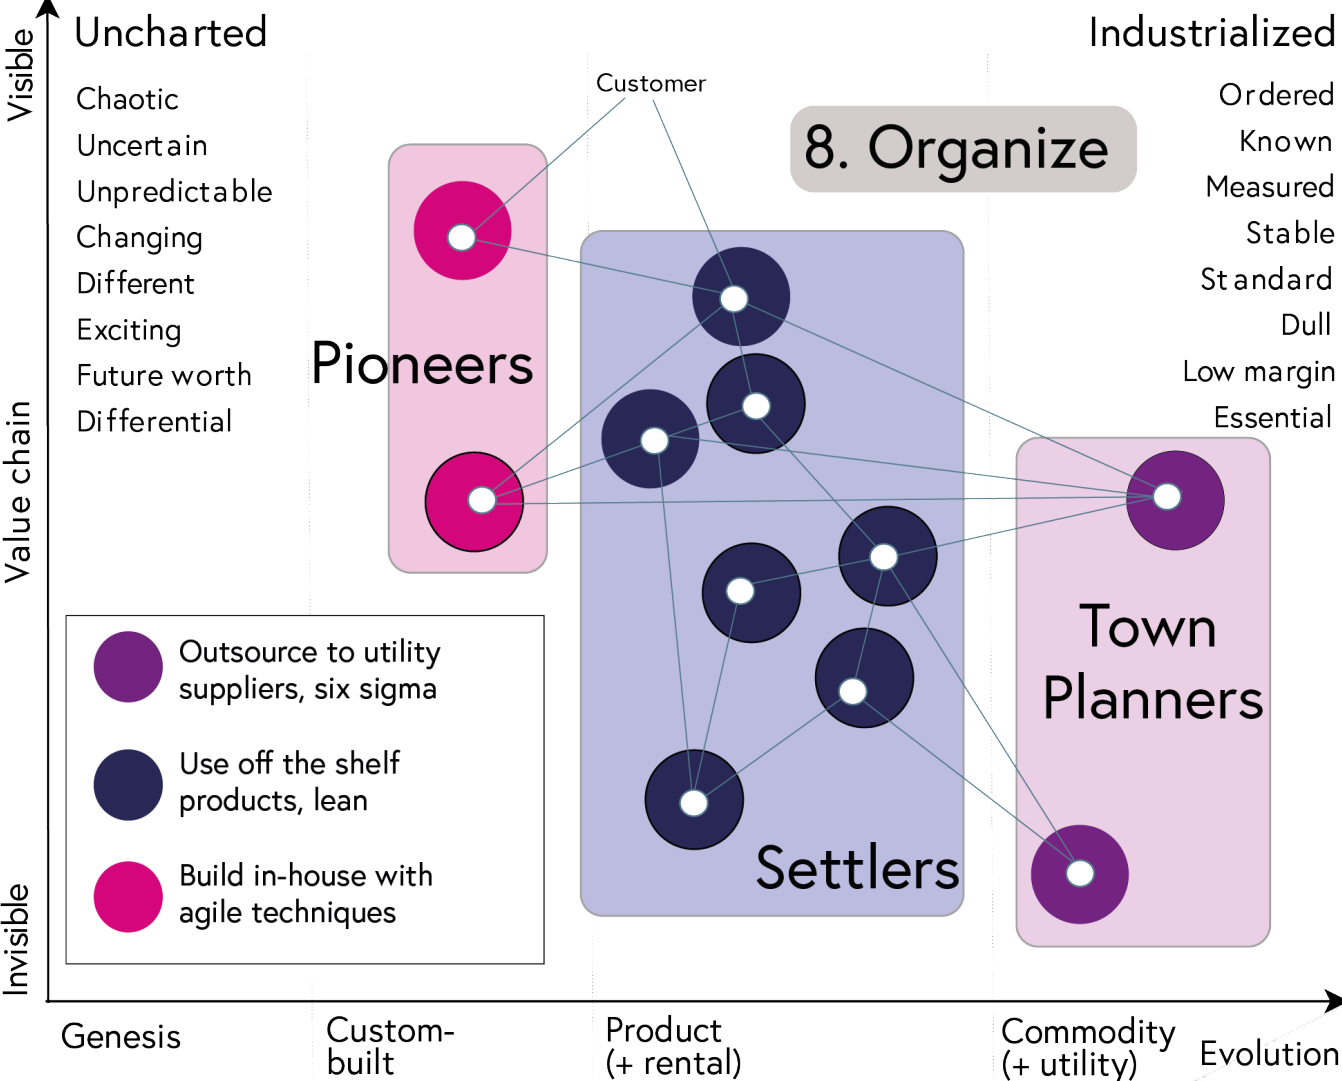 Visible
Value chain
Invisible
Uncharted
Chaotic
Uncertain
Unpredictable
Changing
Different
Exciting
Future worth
Differential
Customer
8. Organize
Industrialized
Ordered
Known
Measured
Stable
Standard
Dull
Low margin
Essential
Pioneers
Settlers
Town
Planners
Outsource to utility
suppliers, six sigma
Use off the shelf
products, lean
Build in-house with
agile techniques
Genesis
Custom-
built
Product
(+ rental)
Commodity
(+ utility)
Evolution